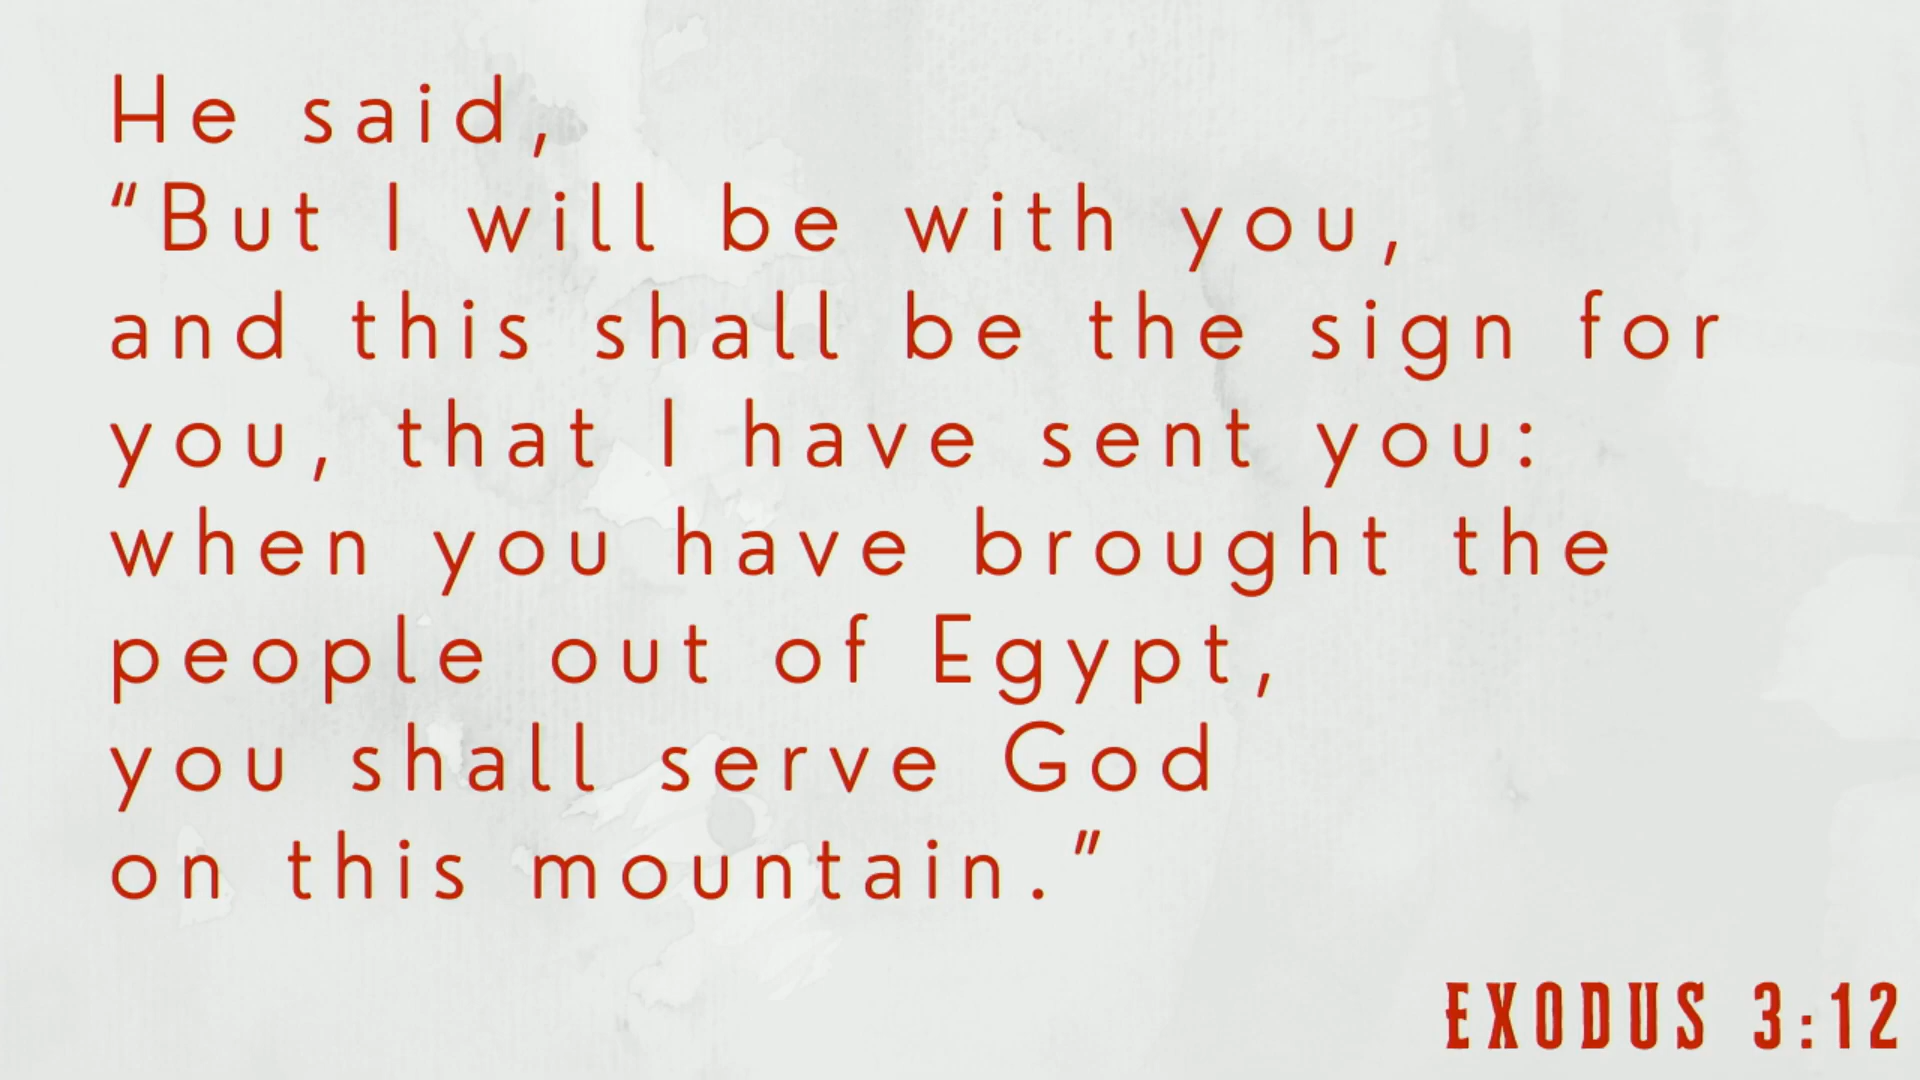 He said,
“But I will be with you,
and this shall be the sign for
you, that I have sent you:
when you have brought the
people out of Egypt,
you shall serve God
on this mountain.”
EXODUS 3:12